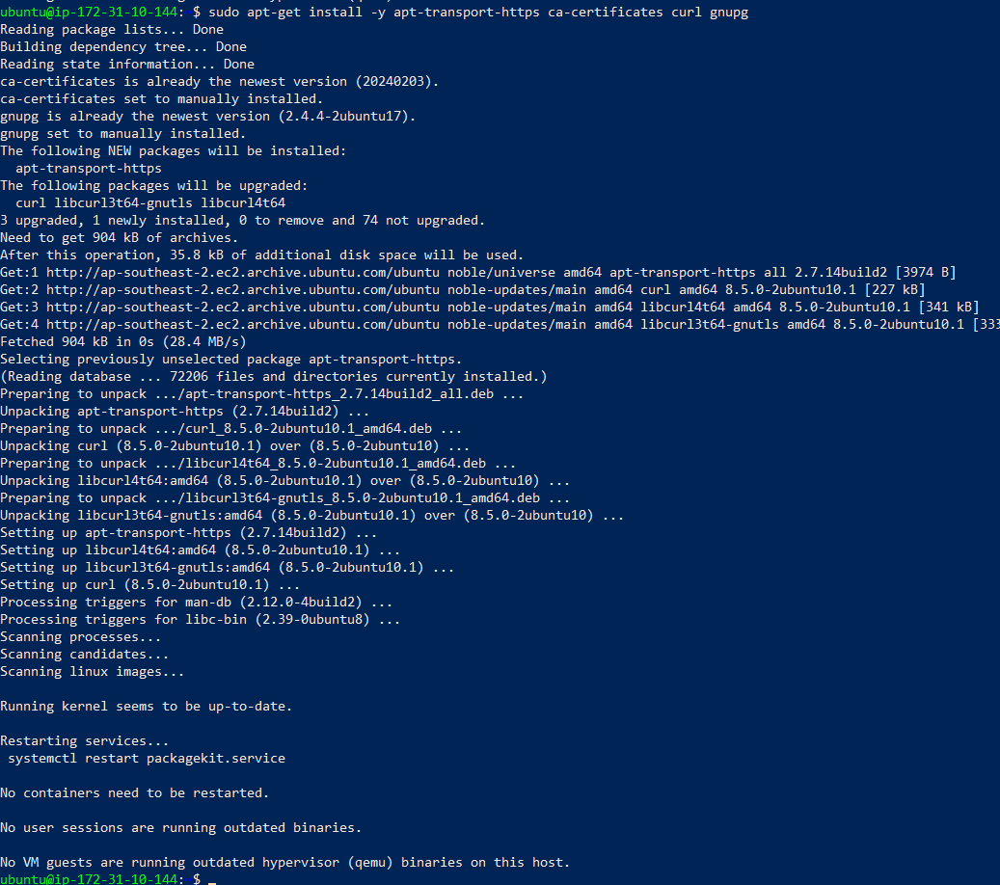 ubuntu@ip-172-31-10-144: $ sudo apt-get install -y apt-transport-https ca-certificates curl gnupg
Reading package lists... Done
Building dependency tree... Done
Reading state information... Done
ca-certificates is already the newest version (20240203).
ca-certificates set to manually installed.
gnupg is already the newest version (2.4.4-2ubuntu17).
gnupg set to manually installed.
The following NEW packages will be installed:
  apt-transport-https
The following packages will be upgraded:
  curl libcurl3t64-gnutls libcurl4t64
3 upgraded, 1 newly installed, 0 to remove and 74 not upgraded.
Need to get 904 kB of archives.
After this operation, 35.8 kB of additional disk space will be used.
Get:1 http://ap-southeast-2.ec2.archive.ubuntu.com/ubuntu noble/universe amd64 apt-transport-https all 2.7.14build2 [3974 B]
Get:2 http://ap-southeast-2.ec2.archive.ubuntu.com/ubuntu noble-updates/main amd64 curl amd64 8.5.0-2ubuntu10.1 [227 kB]
Get:3 http://ap-southeast-2.ec2.archive.ubuntu.com/ubuntu noble-updates/main amd64 libcurl4t64 amd64 8.5.0-2ubuntu10.1 [341 kB]
Get:4 http://ap-southeast-2.ec2.archive.ubuntu.com/ubuntu noble-updates/main amd64 libcurl3t64-gnutls amd64 8.5.0-2ubuntu10.1 [333
Fetched 904 kB in 0s (28.4 MB/s)
Selecting previously unselected package apt-transport-https.
(Reading database ... 72206 files and directories currently installed.)
Preparing to unpack .../apt-transport-https_2.7.14build2_all.deb ...
Unpacking apt-transport-https (2.7.14build2) ...
Preparing to unpack .../curl_8.5.0-2ubuntu10.1_amd64.deb ...
Unpacking curl (8.5.0-2ubuntu10.1) over (8.5.0-2ubuntu10) ...
Preparing to unpack .../libcurl4t64_8.5.0-2ubuntu10.1_amd64.deb ...
Unpacking libcurl4t64:amd64 (8.5.0-2ubuntu10.1) over (8.5.0-2ubuntu10) ...
Preparing to unpack .../libcurl3t64-gnutls_8.5.0-2ubuntu10.1_amd64.deb ...
Unpacking libcurl3t64-gnutls:amd64 (8.5.0-2ubuntu10.1) over (8.5.0-2ubuntu10) ...
Setting up apt-transport-https (2.7.14build2) ...
Setting up libcurl4t64:amd64 (8.5.0-2ubuntu10.1) ...
Setting up libcurl3t64-gnutls:amd64 (8.5.0-2ubuntu10.1) ...
Setting up curl (8.5.0-2ubuntu10.1) ...
Processing triggers for man-db (2.12.0-4build2) ...
Processing triggers for libc-bin (2.39-0ubuntu8) ...
Scanning processes...
Scanning candidates...
Scanning linux images...

Running kernel seems to be up-to-date.

Restarting services...
 systemctl restart packagekit.service

No containers need to be restarted.

No user sessions are running outdated binaries.

No VM guests are running outdated hypervisor (qemu) binaries on this host.
ubuntu@ip-172-31-10-144: $ _